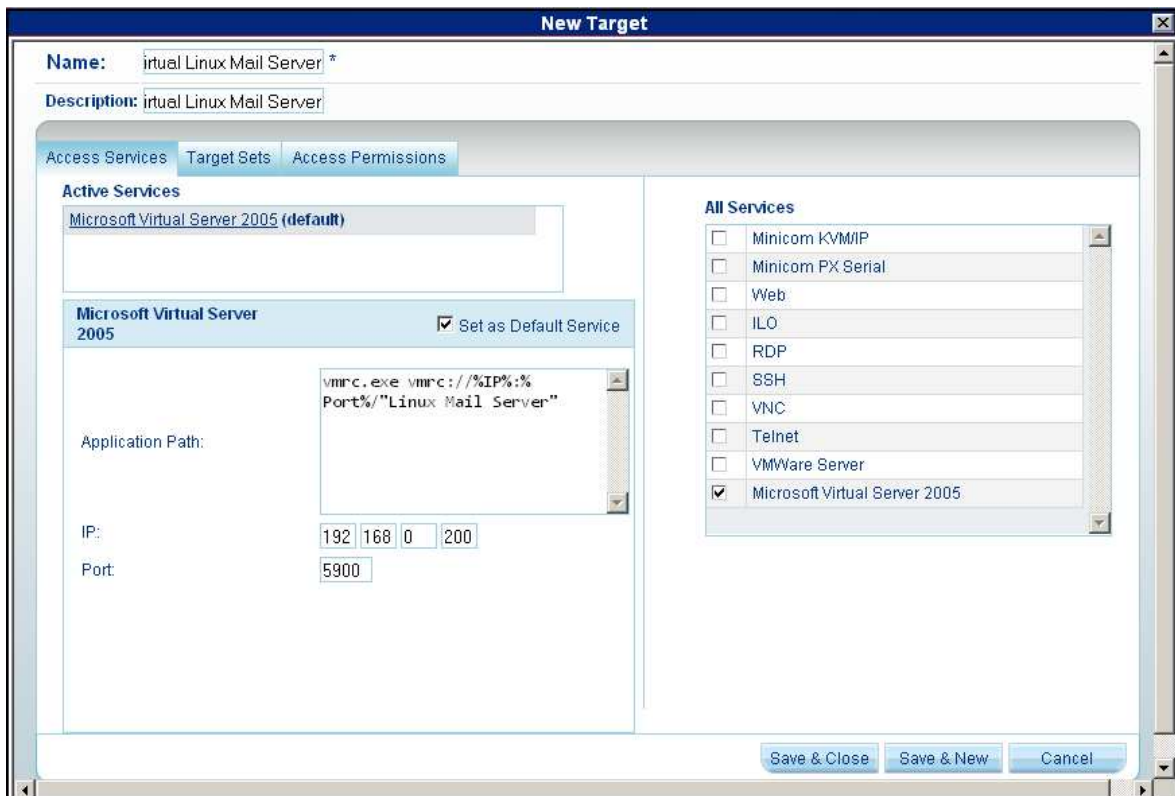 New Target
Name: irtual Linux Mail Server *
Description: irtual Linux Mail Server
Access Services Target Sets Access Permissions
Active Services
Microsoft Virtual Server 2005 (default)
Microsoft Virtual Server
2005
Set as Default Service
Application Path:
vmrc.exe vmrc://%IP%:%
Port%/"Linux Mail Server"
IP: 192 168 0 200
Port: 5900
All Services
Minicom KVM/IP
Minicom PX Serial
Web
ILO
RDP
SSH
VNC
Telnet
VMWare Server
Microsoft Virtual Server 2005
Save & Close Save & New Cancel